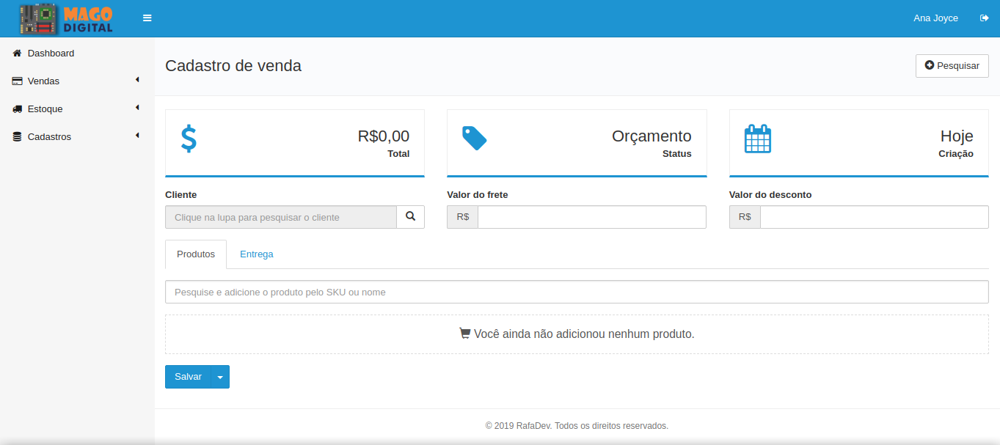 MAGO
DIGITAL
Ana Joyce
Dashboard
Vendas
Estoque
Cadastros
Cadastro de venda
Pesquisar
R$0,00
Total
Orçamento
Status
Hoje
Criação
Cliente
Clique na lupa para pesquisar o cliente
Valor do frete
R$
Valor do desconto
R$
Produtos
Entrega
Pesquise e adicione o produto pelo SKU ou nome
Você ainda não adicionou nenhum produto.
Salvar
© 2019 RafaDev. Todos os direitos reservados.